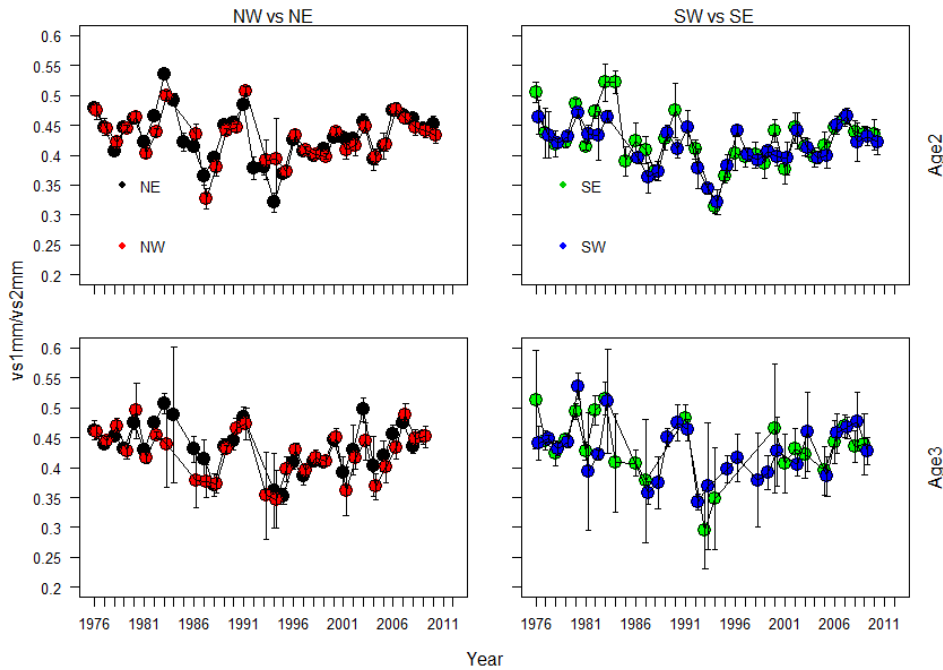 NW vs NE
SW vs SE
0.6
0.55
0.5
0.45
0.4
0.35
0.3
0.25
0.2
NE
NW
SE
SW
Age2
vs1mm/vs2mm
0.6
0.55
0.5
0.45
0.4
0.35
0.3
0.25
0.2
Age3
1976 1981 1986 1991 1996 2001 2006 2011
1976 1981 1986 1991 1996 2001 2006 2011
Year